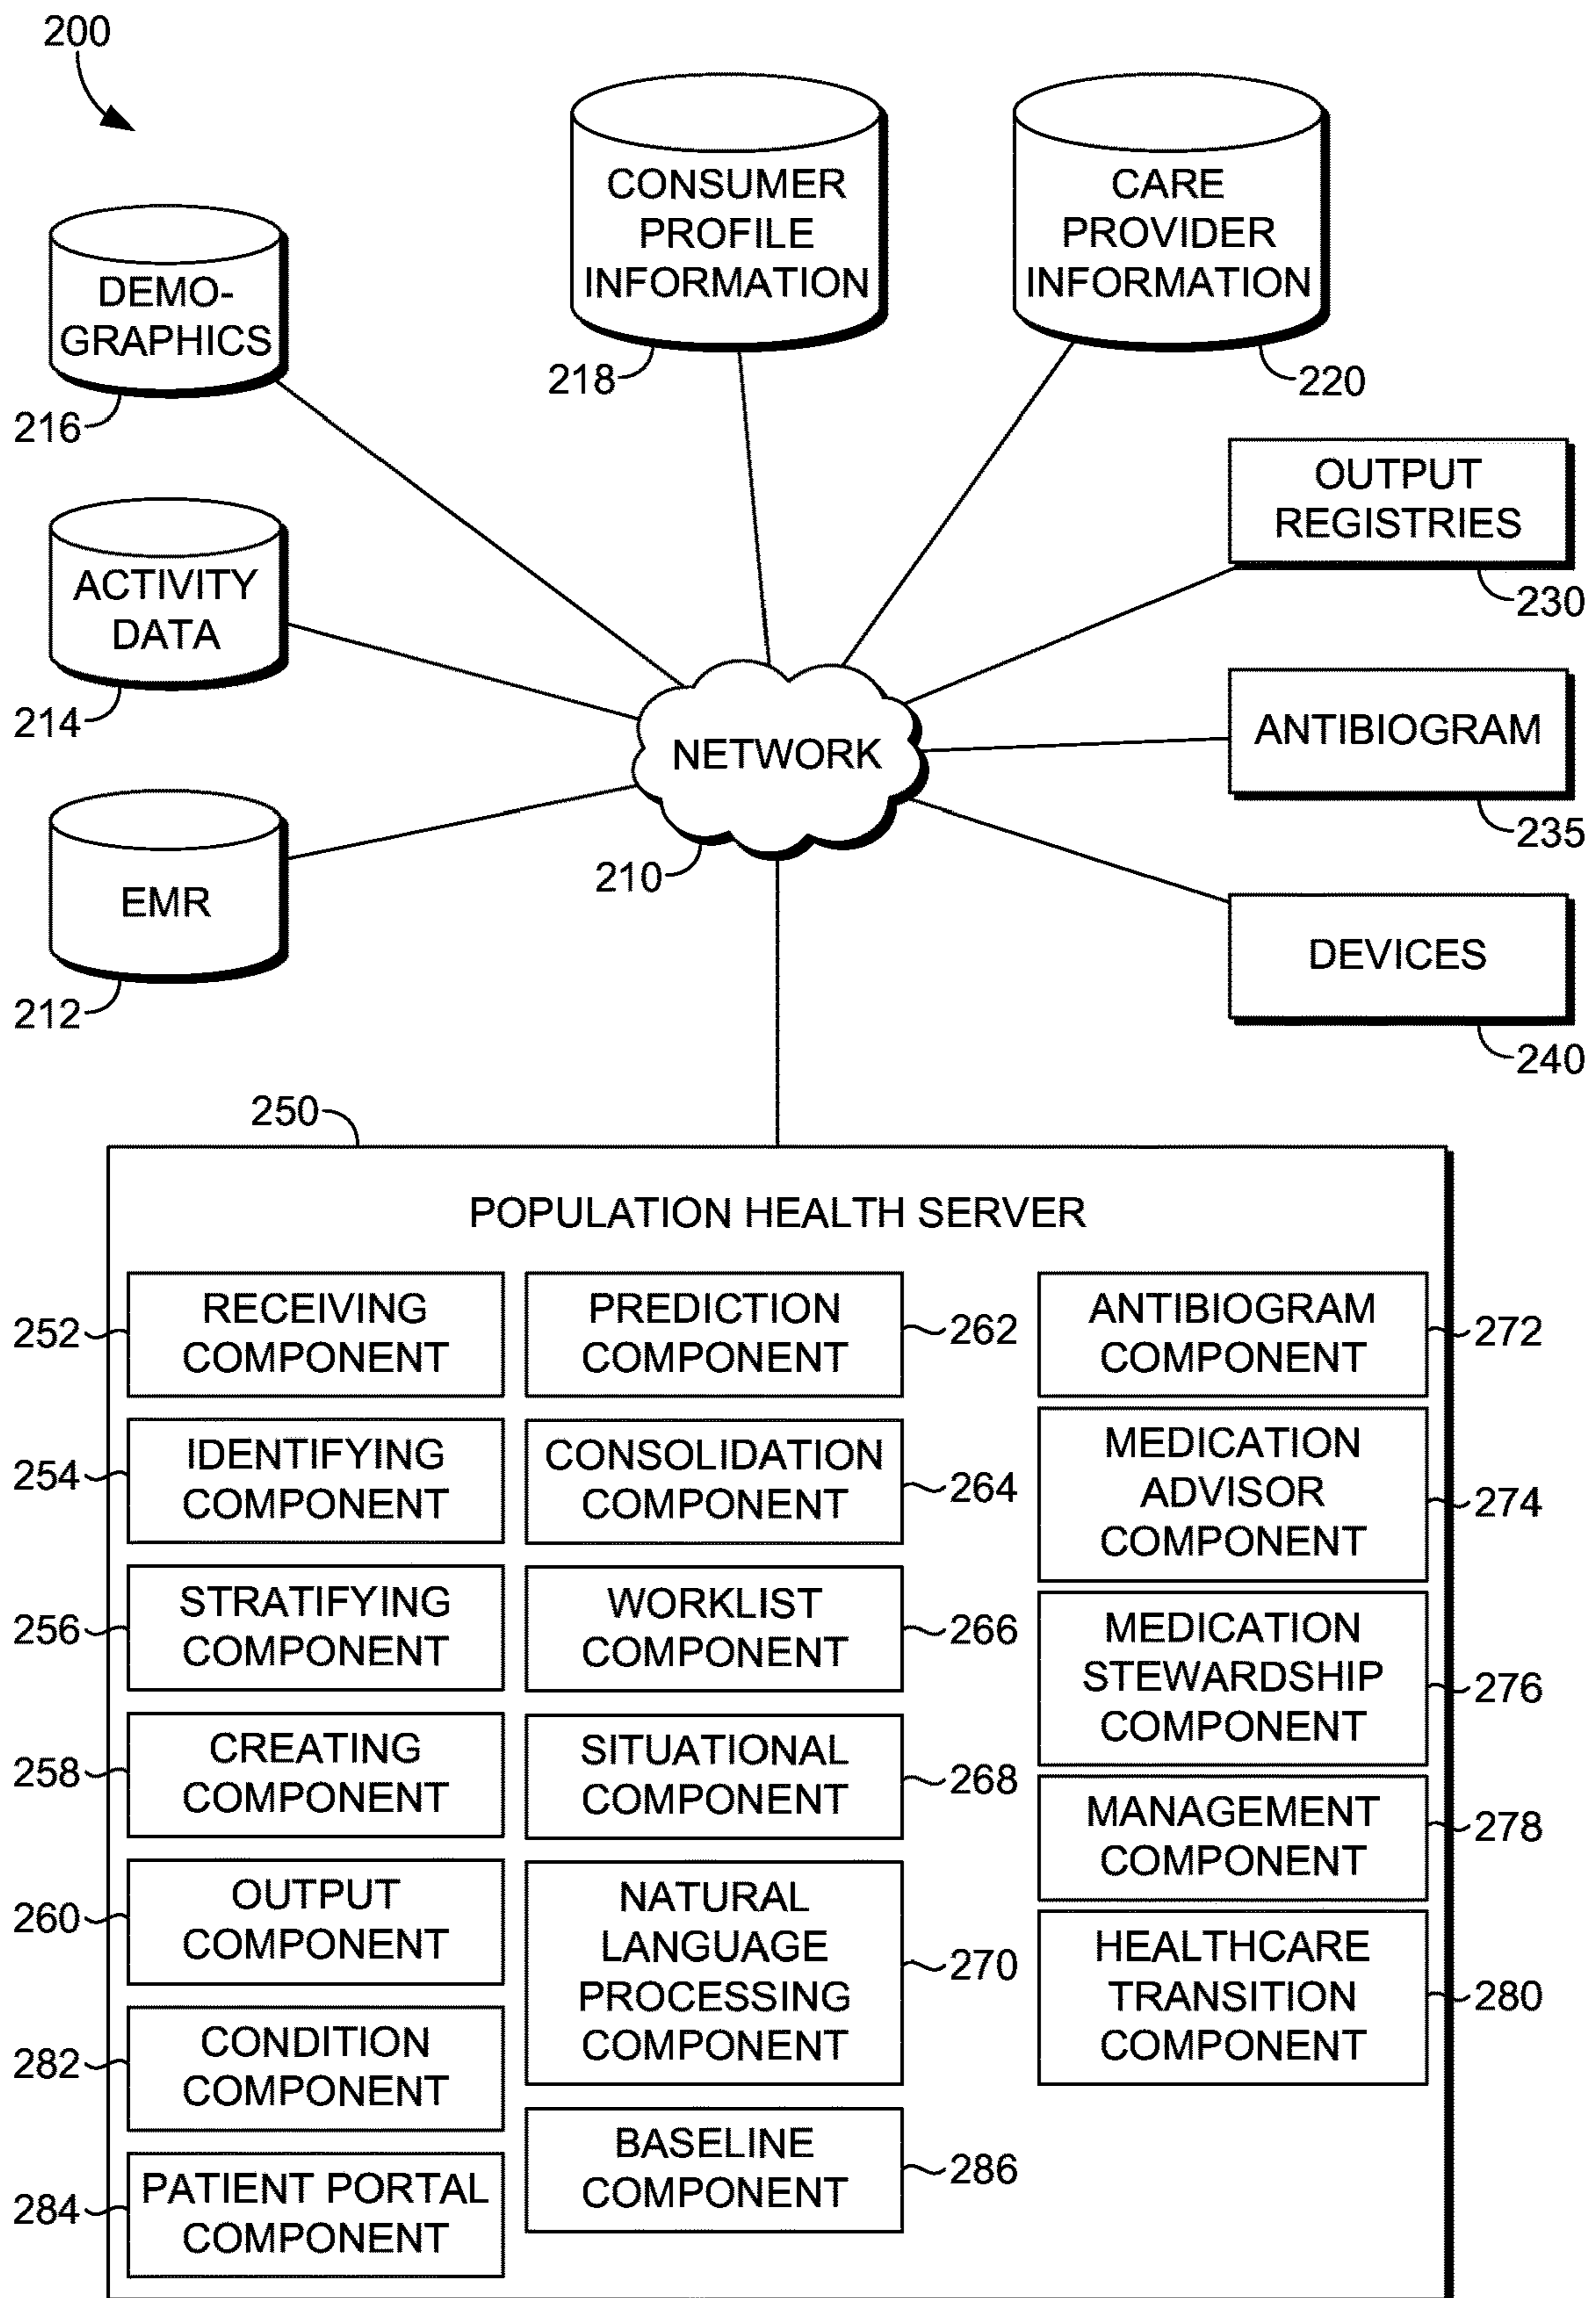 200
CONSUMER
PROFILE
INFORMATION
218
CARE
PROVIDER
INFORMATION
220
DEMO-
GRAPHICS
216
OUTPUT
REGISTRIES
230
ACTIVITY
DATA
214
NETWORK
210
ANTIBIOGRAM
235
EMR
212
DEVICES
240
250
POPULATION HEALTH SERVER
252
RECEIVING
COMPONENT
254
IDENTIFYING
COMPONENT
256
STRATIFYING
COMPONENT
258
CREATING
COMPONENT
260
OUTPUT
COMPONENT
282
CONDITION
COMPONENT
284
PATIENT PORTAL
COMPONENT
PREDICTION
COMPONENT
262
CONSOLIDATION
COMPONENT
264
WORKLIST
COMPONENT
266
SITUATIONAL
COMPONENT
268
NATURAL
LANGUAGE
PROCESSING
COMPONENT
270
BASELINE
COMPONENT
286
ANTIBIOGRAM
COMPONENT
272
MEDICATION
ADVISOR
COMPONENT
274
MEDICATION
STEWARDSHIP
COMPONENT
276
MANAGEMENT
COMPONENT
278
HEALTHCARE
TRANSITION
COMPONENT
280